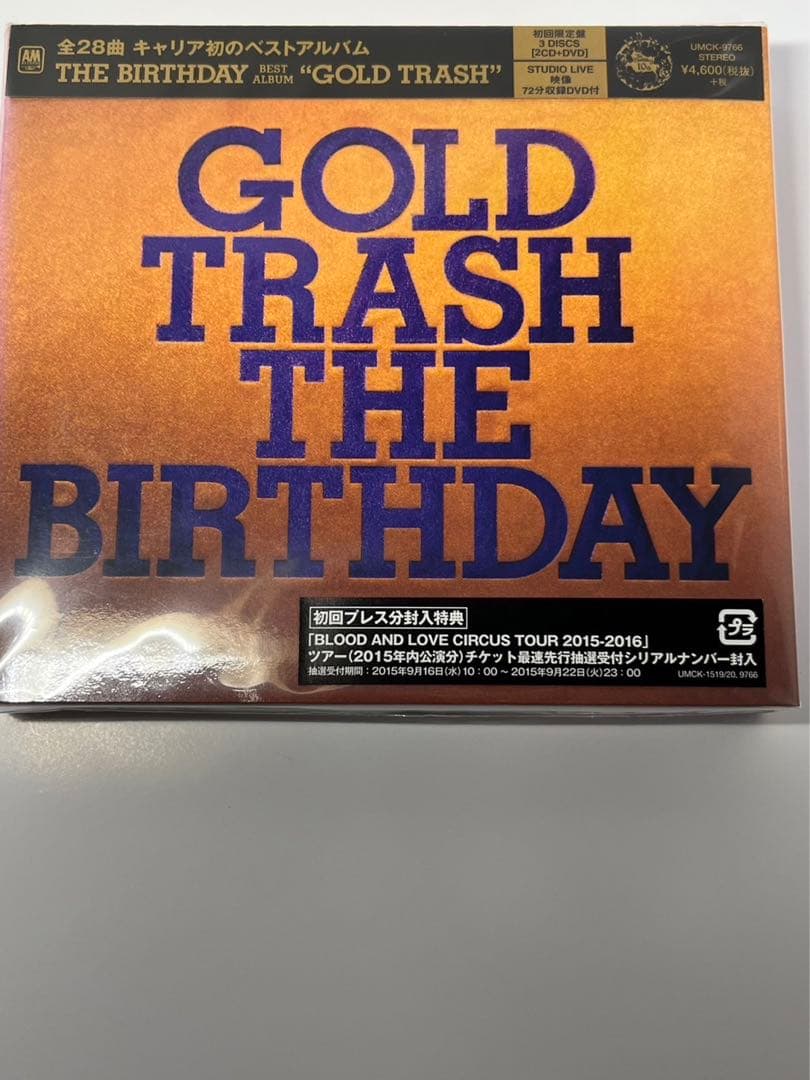 AM
全28曲 キャリア初のベストアルバム
THE BIRTHDAY BEST ALBUM “GOLD TRASH”
初回限定盤
3 DISCS
[2CD+DVD]
STUDIO LIVE
映像
72分収録DVD付
UMCK-9766
STEREO
¥4,600(税抜)
+税
GOLD
TRASH
THE
BIRTHDAY
初回プレス分封入特典
「BLOOD AND LOVE CIRCUS TOUR 2015-2016」
ツアー(2015年内公演分)チケット最速先行抽選受付シリアルナンバー封入
抽選受付期間:2015年9月16日(水)10:00～2015年9月22日(火)23:00
プラ
UMCK-1519/20, 9766